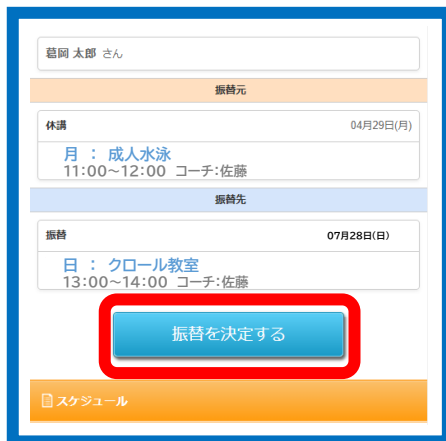 葛岡 太郎 さん
振替元
休講 04月29日(月)
月 : 成人水泳
11:00~12:00 コーチ:佐藤
振替先
振替 07月28日(日)
日 : クロール教室
13:00~14:00 コーチ:佐藤
振替を決定する
スケジュール